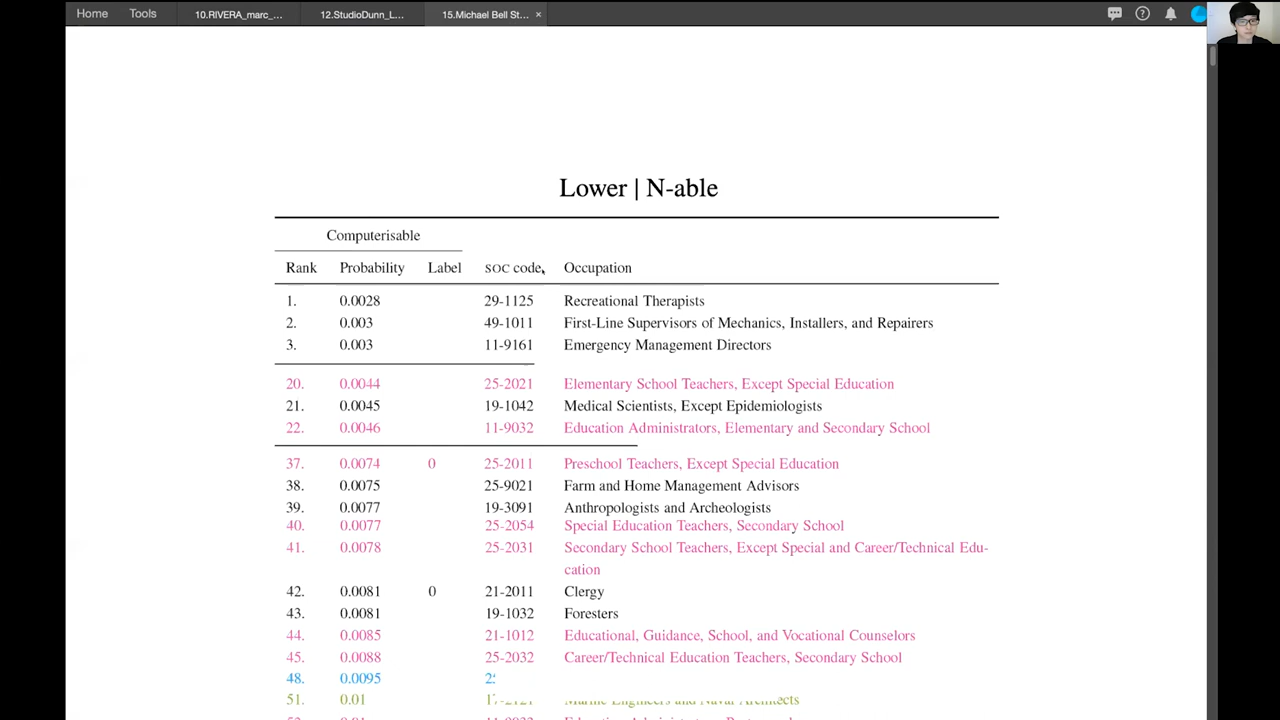 Home Tools 10.RIVERA_marc_... 12.StudioDunn_L... 15.Michael Bell St... ×
Lower | N-able
Computerisable
Rank Probability Label SOC code Occupation
1. 0.0028 29-1125 Recreational Therapists
2. 0.003 49-1011 First-Line Supervisors of Mechanics, Installers, and Repairers
3. 0.003 11-9161 Emergency Management Directors
20. 0.0044 25-2021 Elementary School Teachers, Except Special Education
21. 0.0045 19-1042 Medical Scientists, Except Epidemiologists
22. 0.0046 11-9032 Education Administrators, Elementary and Secondary School
37. 0.0074 0 25-2011 Preschool Teachers, Except Special Education
38. 0.0075 25-9021 Farm and Home Management Advisors
39. 0.0077 19-3091 Anthropologists and Archeologists
40. 0.0077 25-2054 Special Education Teachers, Secondary School
41. 0.0078 25-2031 Secondary School Teachers, Except Special and Career/Technical Edu-
cation
42. 0.0081 0 21-2011 Clergy
43. 0.0081 19-1032 Foresters
44. 0.0085 21-1012 Educational, Guidance, School, and Vocational Counselors
45. 0.0088 25-2032 Career/Technical Education Teachers, Secondary School
48. 0.0095
51. 0.01 Marine Engineers and Naval Architects